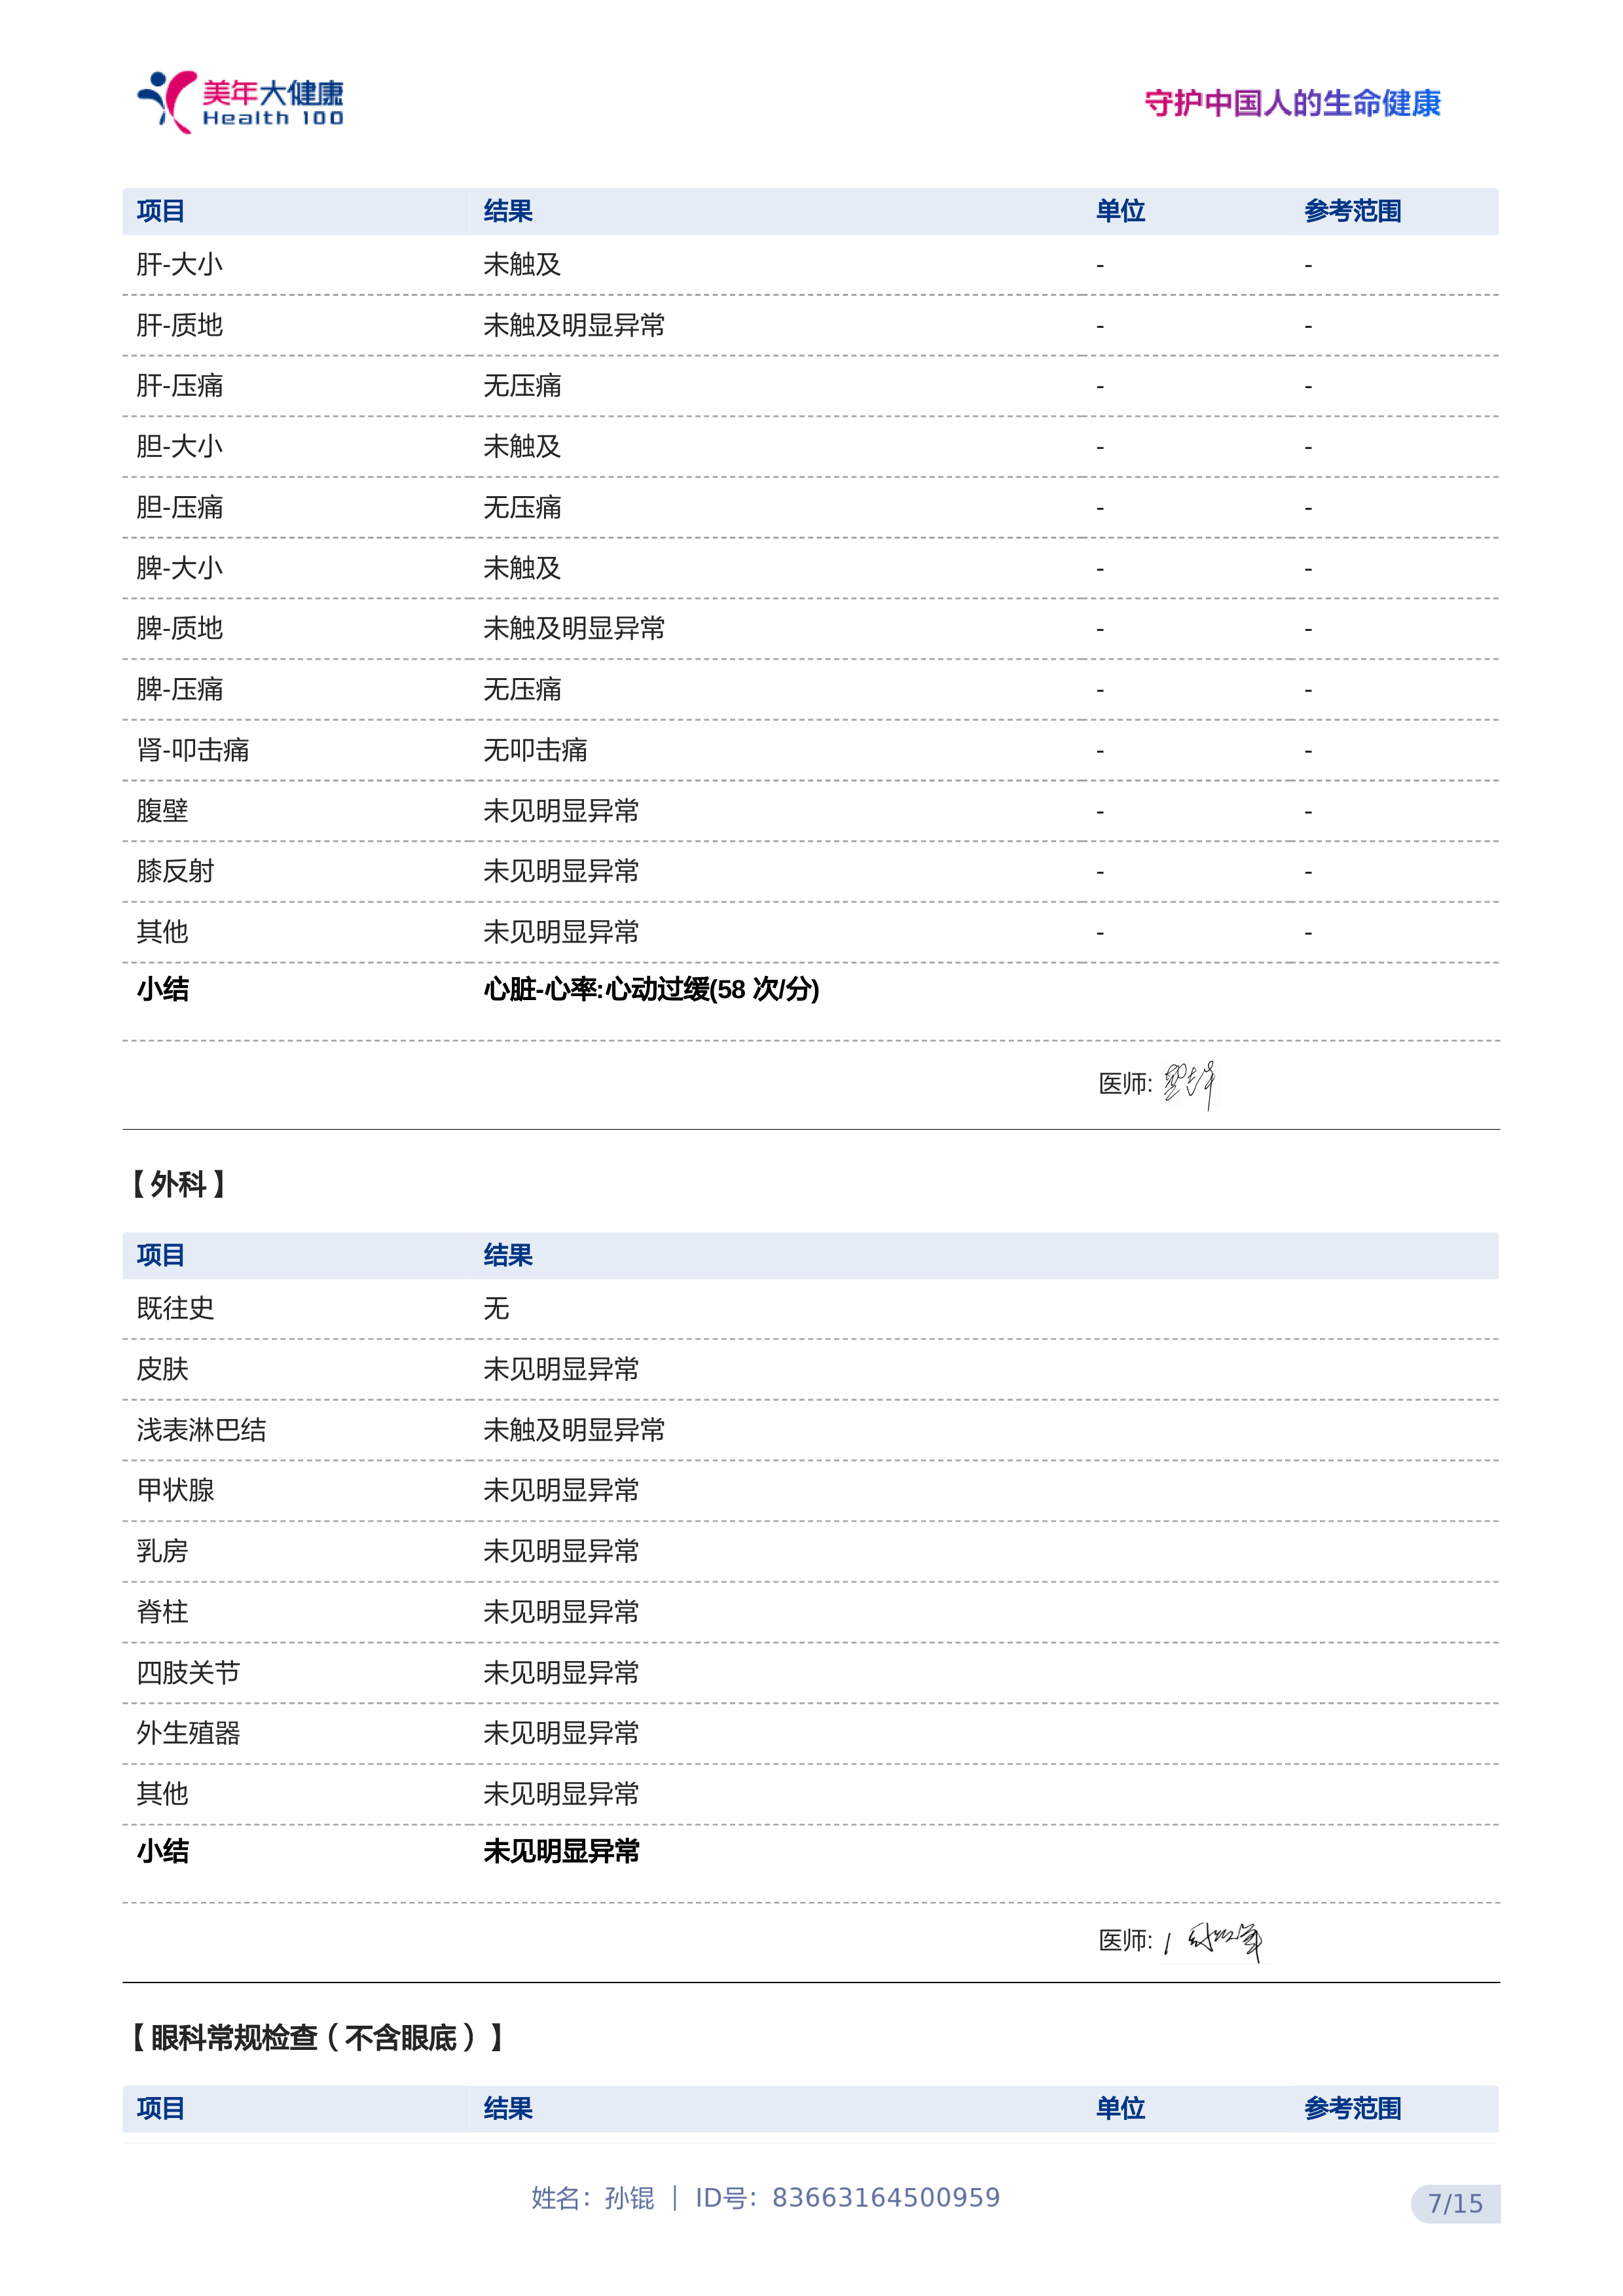 美年大健康
Health 100
守护中国人的生命健康
项目 结果 单位 参考范围
肝-大小 未触及 - -
肝-质地 未触及明显异常 - -
肝-压痛 无压痛 - -
胆-大小 未触及 - -
胆-压痛 无压痛 - -
脾-大小 未触及 - -
脾-质地 未触及明显异常 - -
脾-压痛 无压痛 - -
肾-叩击痛 无叩击痛 - -
腹壁 未见明显异常 - -
膝反射 未见明显异常 - -
其他 未见明显异常 - -
小结 心脏-心率:心动过缓(58 次/分)
医师:
【外科】
项目 结果
既往史 无
皮肤 未见明显异常
浅表淋巴结 未触及明显异常
甲状腺 未见明显异常
乳房 未见明显异常
脊柱 未见明显异常
四肢关节 未见明显异常
外生殖器 未见明显异常
其他 未见明显异常
小结 未见明显异常
医师:
【眼科常规检查（不含眼底）】
项目 结果 单位 参考范围
姓名：孙锟 ｜ ID号：83663164500959
7/15